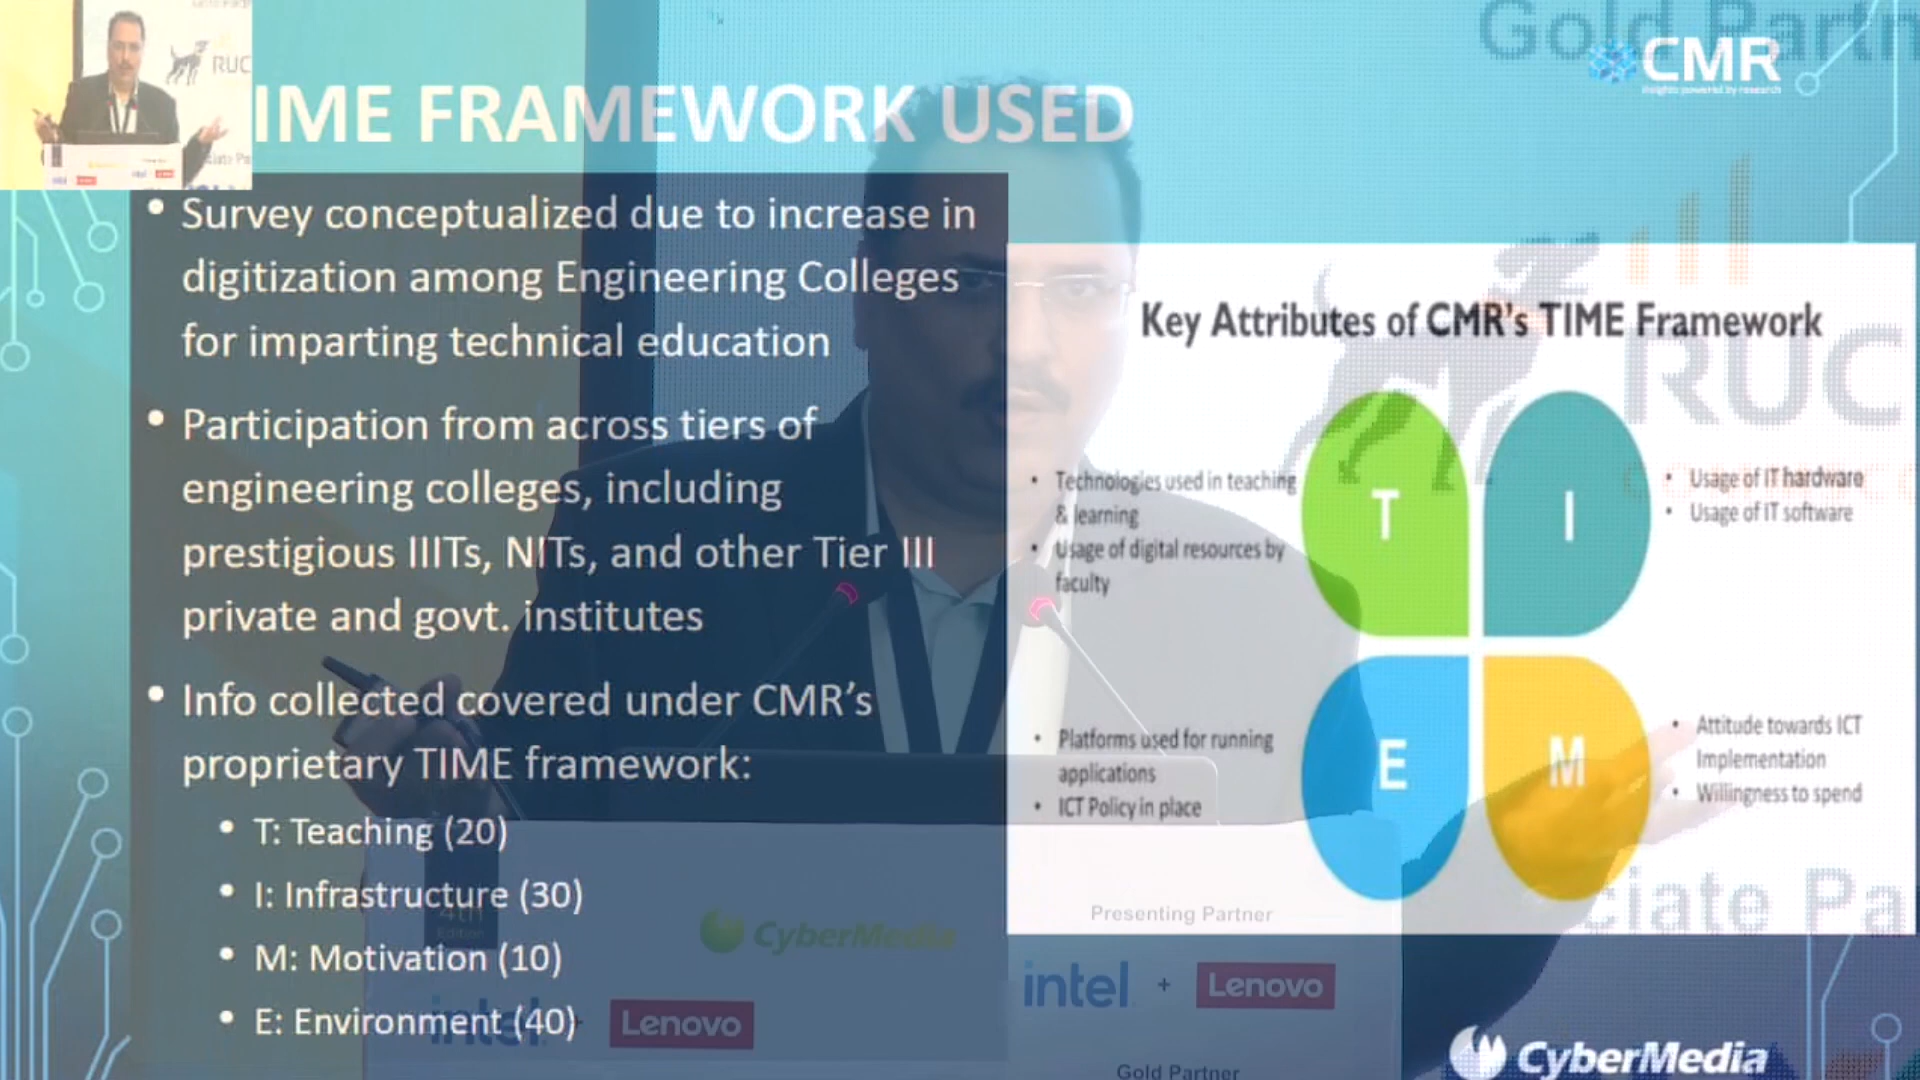 Gold Partn
CMR
Insights powered by research
RUC
IME FRAMEWORK USED
• Survey conceptualized due to increase in
digitization among Engineering Colleges
for imparting technical education
• Participation from across tiers of
engineering colleges, including
prestigious IIITs, NITs, and other Tier III
private and govt. institutes
• Info collected covered under CMR's
proprietary TIME framework:
• T: Teaching (20)
• I: Infrastructure (30)
• M: Motivation (10)
• E: Environment (40)
Key Attributes of CMR's TIME Framework
• Technologies used in teaching
& learning
• Usage of digital resources by
faculty
T
I
• Usage of IT hardware
• Usage of IT software
RUC
• Platforms used for running
applications
• ICT Policy in place
E
M
• Attitude towards ICT
Implementation
• Willingness to spend
ciate Pa
4th
Edition
CyberMedia
Presenting Partner
intel + Lenovo
intel + Lenovo
Gold Partner
CyberMedia